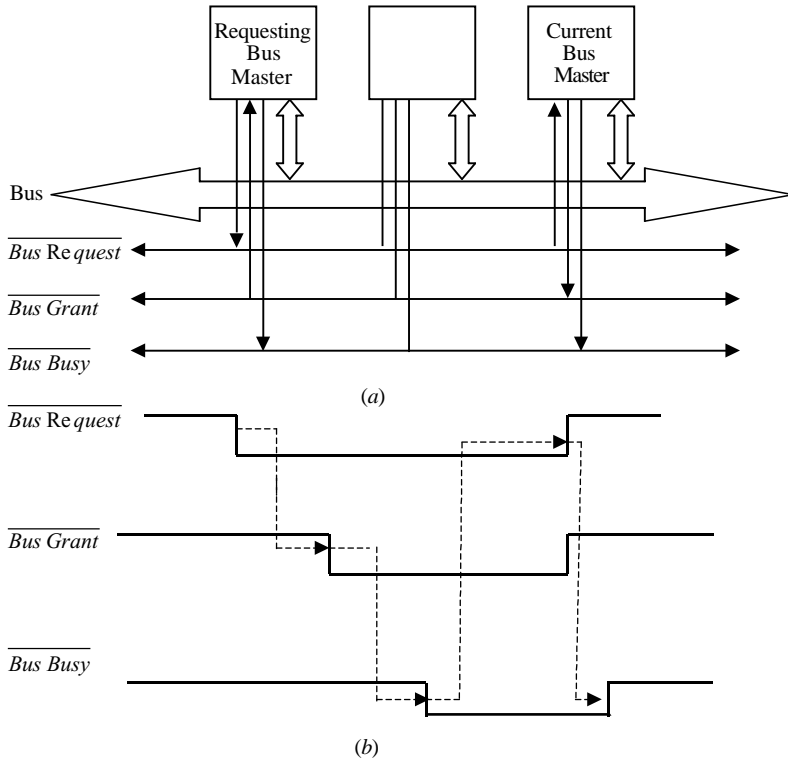 Requesting
Bus
Master
Current
Bus
Master
Bus
Bus Request
Bus Grant
Bus Busy
(a)
Bus Request
Bus Grant
Bus Busy
(b)